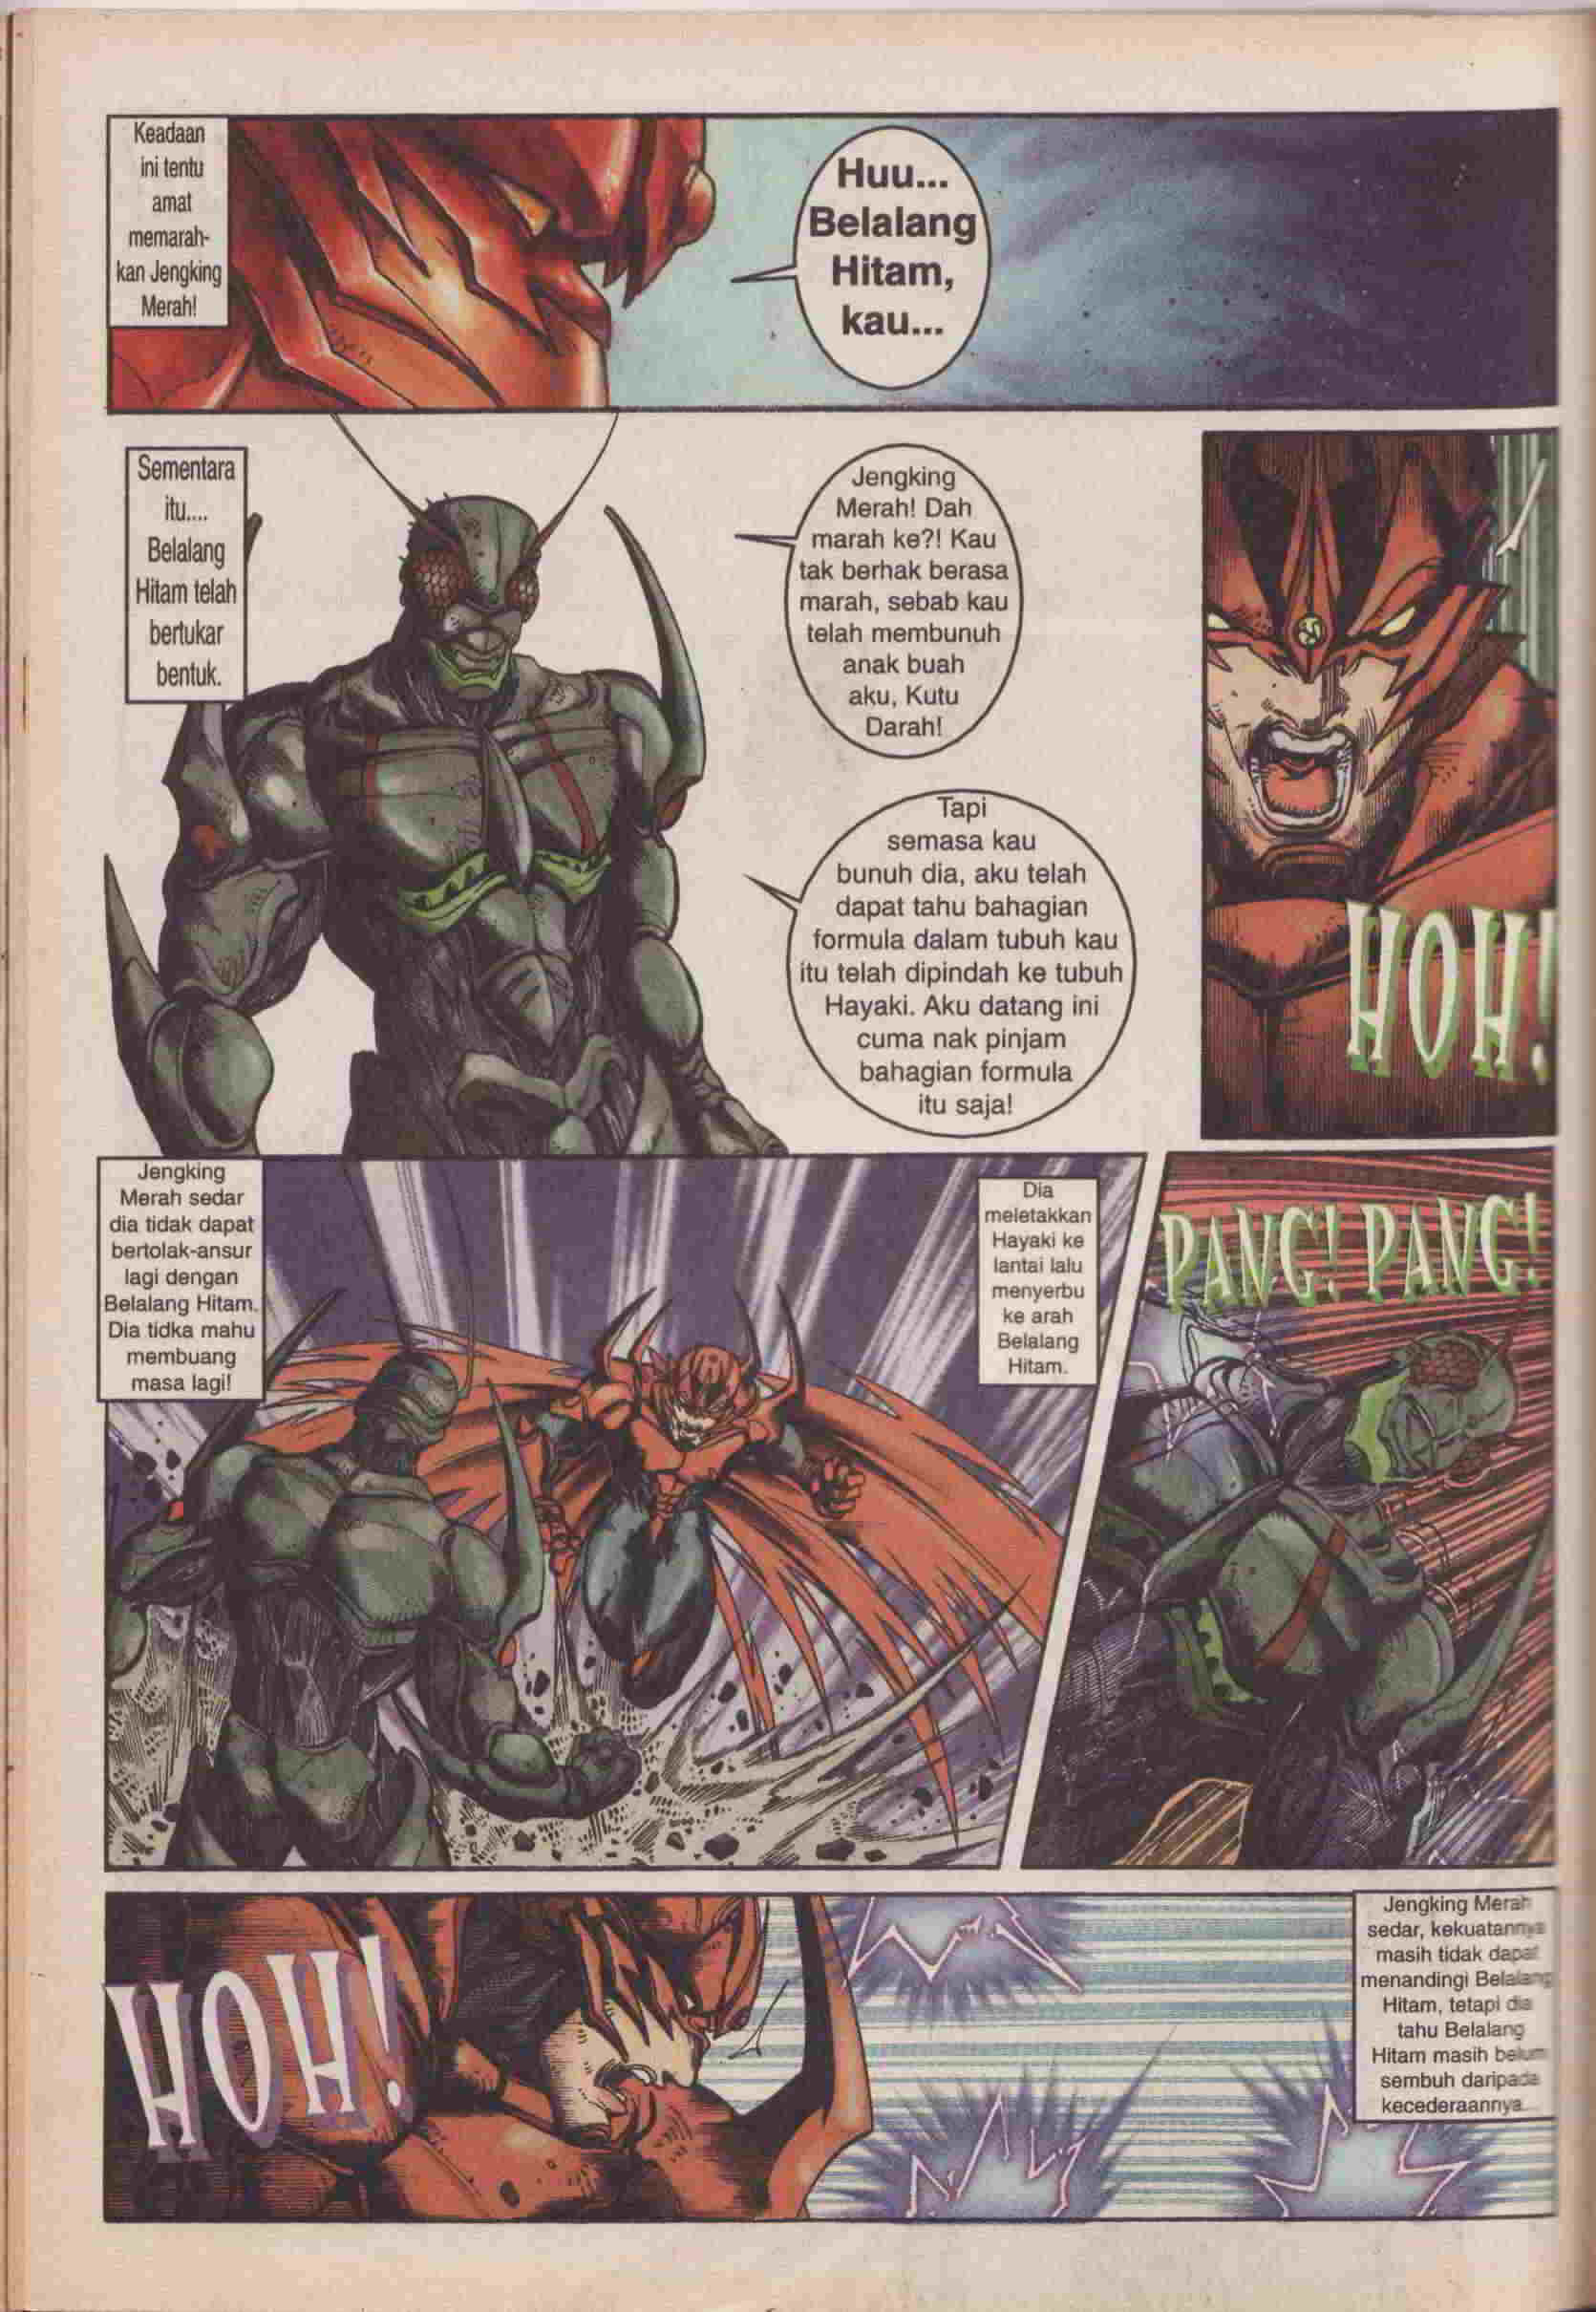 Keadaan
ini tentu
amat
memarah-
kan Jengking
Merah!
Huu...
Belalang
Hitam,
kau...
Sementara
itu....
Belalang
Hitam telah
bertukar
bentuk.
Jengking
Merah! Dah
marah ke?! Kau
tak berhak berasa
marah, sebab kau
telah membunuh
anak buah
aku, Kutu
Darah!
Tapi
semasa kau
bunuh dia, aku telah
dapat tahu bahagian
formula dalam tubuh kau
itu telah dipindah ke tubuh
Hayaki. Aku datang ini
cuma nak pinjam
bahagian formula
itu saja!
HOH!
Jengking
Merah sedar
dia tidak dapat
bertolak-ansur
lagi dengan
Belalang Hitam.
Dia tidka mahu
membuang
masa lagi!
Dia
meletakkan
Hayaki ke
lantai lalu
menyerbu
ke arah
Belalang
Hitam.
PANG! PANG!
HOH!
Jengking Merah
sedar, kekuatannya
masih tidak dapat
menandingi Belalang
Hitam, tetapi dia
tahu Belalang
Hitam masih belum
sembuh daripada
kecederaannya.